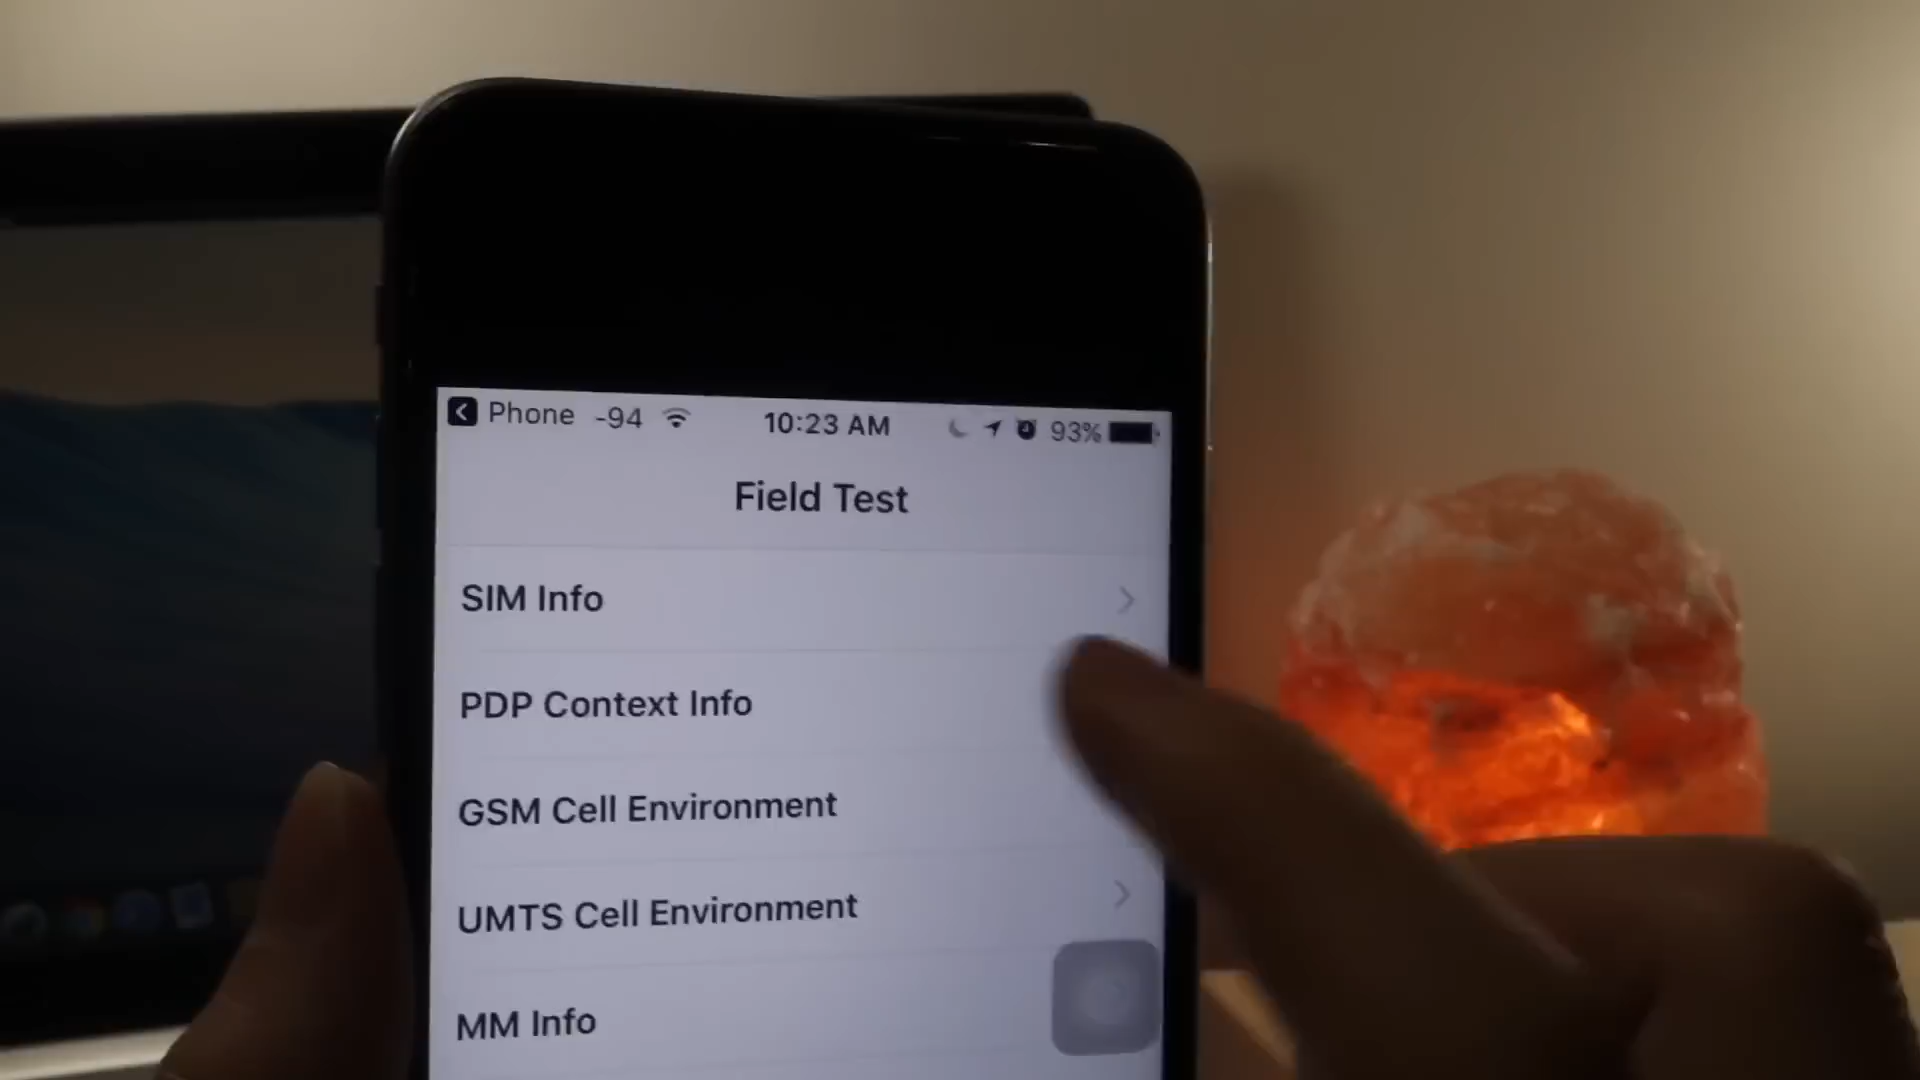 Phone -94 10:23 AM 93%
Field Test
SIM Info
PDP Context Info
GSM Cell Environment
UMTS Cell Environment
MM Info